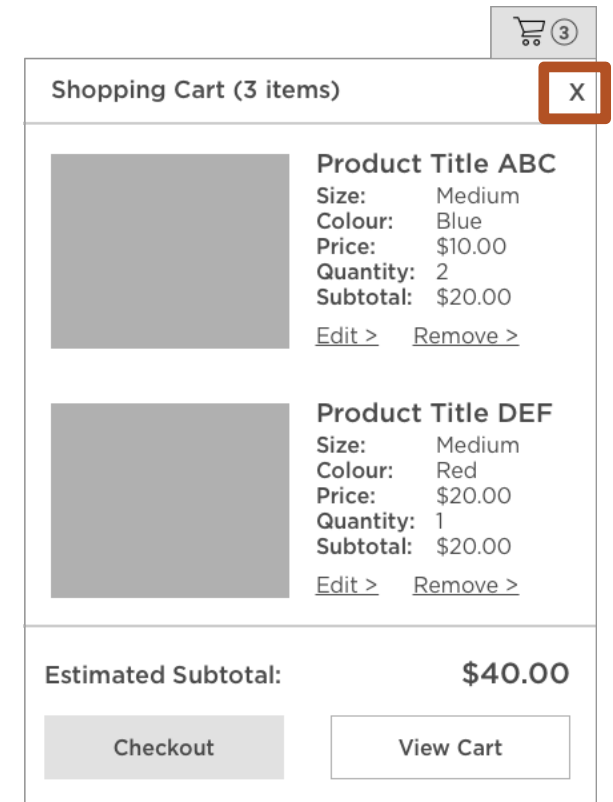 3
Shopping Cart (3 items)
X
Product Title ABC
Size: Medium
Colour: Blue
Price: $10.00
Quantity: 2
Subtotal: $20.00
Edit > Remove >
Product Title DEF
Size: Medium
Colour: Red
Price: $20.00
Quantity: 1
Subtotal: $20.00
Edit > Remove >
Estimated Subtotal: $40.00
Checkout View Cart